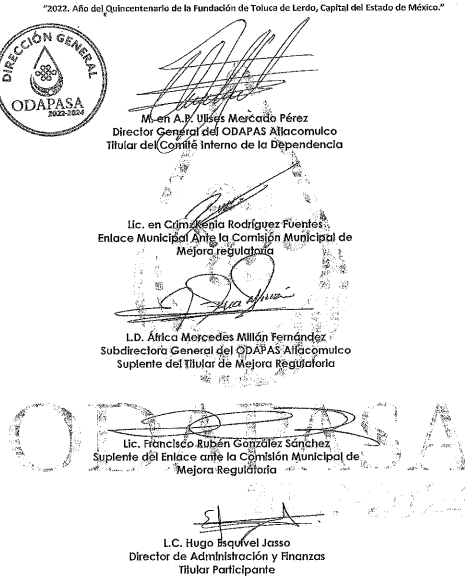 "2022. Año del Quincentenario de la Fundación de Toluca de Lerdo, Capital del Estado de México."
DIRECCIÓN GENERAL
ODAPASA
2022-2024
M. en A.P. Ulises Mercado Pérez
Director General del ODAPAS Atlacomulco
Titular del Comité Interno de la Dependencia
Lic. en Crim. Kenia Rodríguez Fuentes
Enlace Municipal Ante la Comisión Municipal de
Mejora regulatoria
L.D. África Mercedes Millán Fernández
Subdirectora General del ODAPAS Atlacomulco
Suplente del Titular de Mejora Regulatoria
ODAPASA
Lic. Francisco Rubén González Sánchez
Suplente del Enlace ante la Comisión Municipal de
Mejora Regulatoria
L.C. Hugo Esquivel Jasso
Director de Administración y Finanzas
Titular Participante